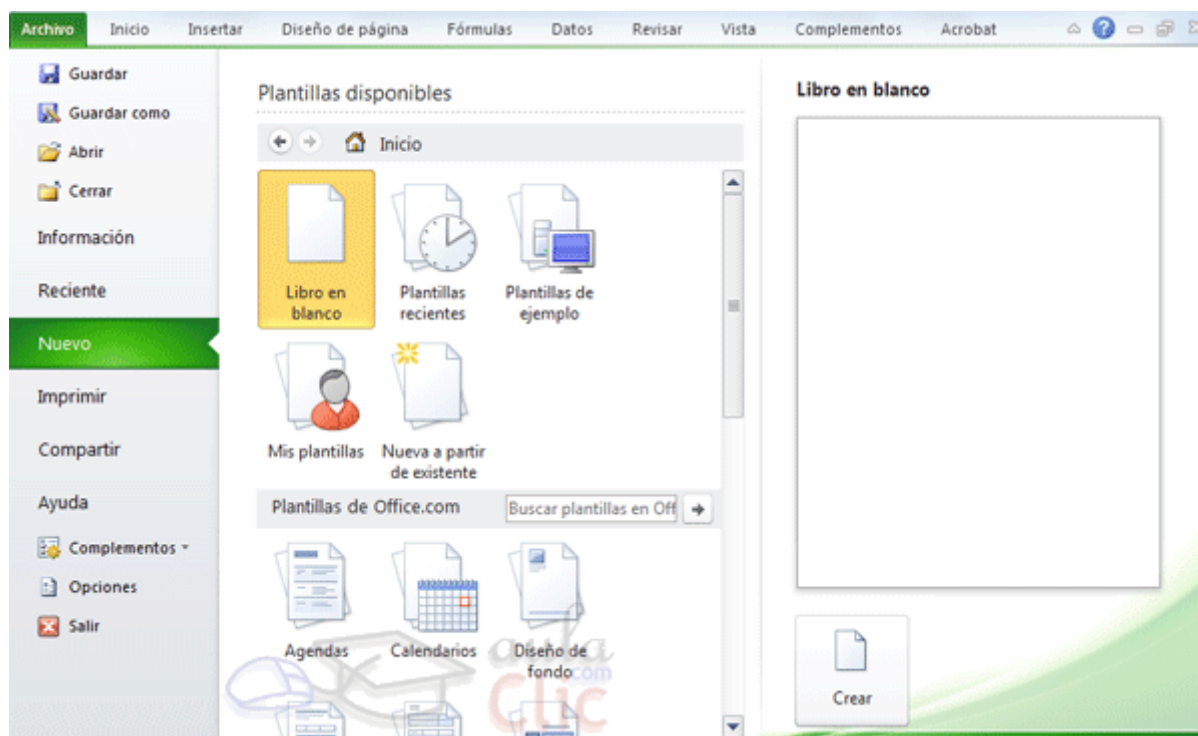 Archivo Inicio Insertar Diseño de página Fórmulas Datos Revisar Vista Complementos Acrobat
Guardar
Guardar como
Abrir
Cerrar
Información
Reciente
Nuevo
Imprimir
Compartir
Ayuda
Complementos
Opciones
Salir
Plantillas disponibles
Inicio
Libro en
blanco
Plantillas
recientes
Plantillas de
ejemplo
Mis plantillas
Nueva a partir
de existente
Plantillas de Office.com
Buscar plantillas en Off
Agendas
Calendarios
Diseño de
fondo
aula
Clic
.com
Libro en blanco
Crear